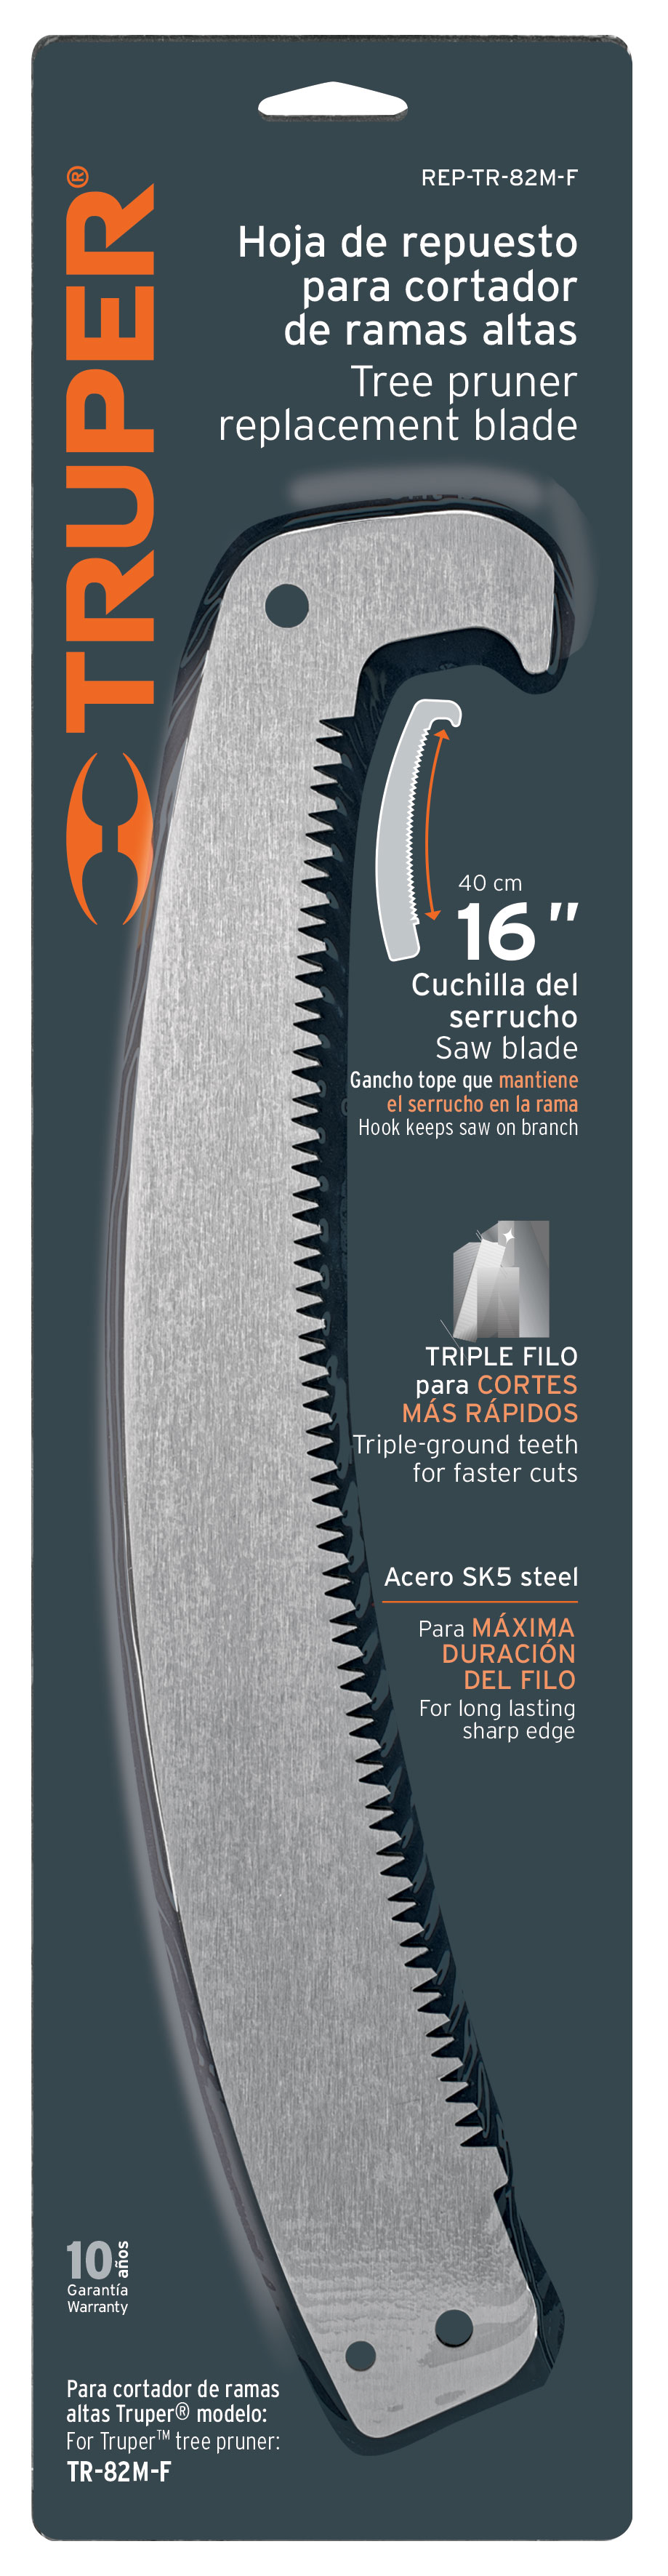 TRUPER®
REP-TR-82M-F
Hoja de repuesto
para cortador
de ramas altas
Tree pruner
replacement blade
40 cm
16"
Cuchilla del
serrucho
Saw blade
Gancho tope que mantiene
el serrucho en la rama
Hook keeps saw on branch
TRIPLE FILO
para CORTES
MÁS RÁPIDOS
Triple-ground teeth
for faster cuts
Acero SK5 steel
Para MÁXIMA
DURACIÓN
DEL FILO
For long lasting
sharp edge
10 años
Garantía
Warranty
Para cortador de ramas
altas Truper® modelo:
For Truper™ tree pruner:
TR-82M-F